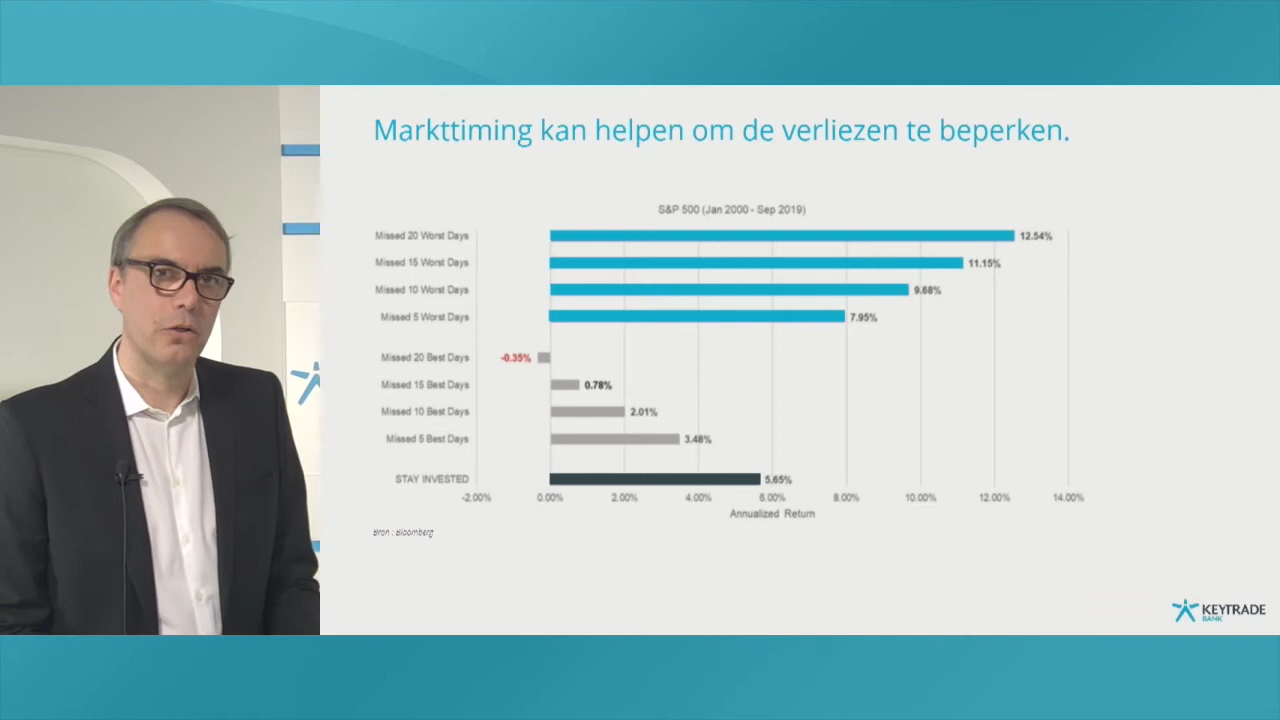 Markttiming kan helpen om de verliezen te beperken.
S&P 500 (Jan 2000 - Sep 2019)
Missed 20 Worst Days 12.54%
Missed 15 Worst Days 11.15%
Missed 10 Worst Days 9.68%
Missed 5 Worst Days 7.95%
Missed 20 Best Days -0.35%
Missed 15 Best Days 0.78%
Missed 10 Best Days 2.01%
Missed 5 Best Days 3.48%
STAY INVESTED 5.65%
-2.00% 0.00% 2.00% 4.00% 6.00% 8.00% 10.00% 12.00% 14.00%
Annualized Return
Bron : Bloomberg
KEYTRADE
BANK